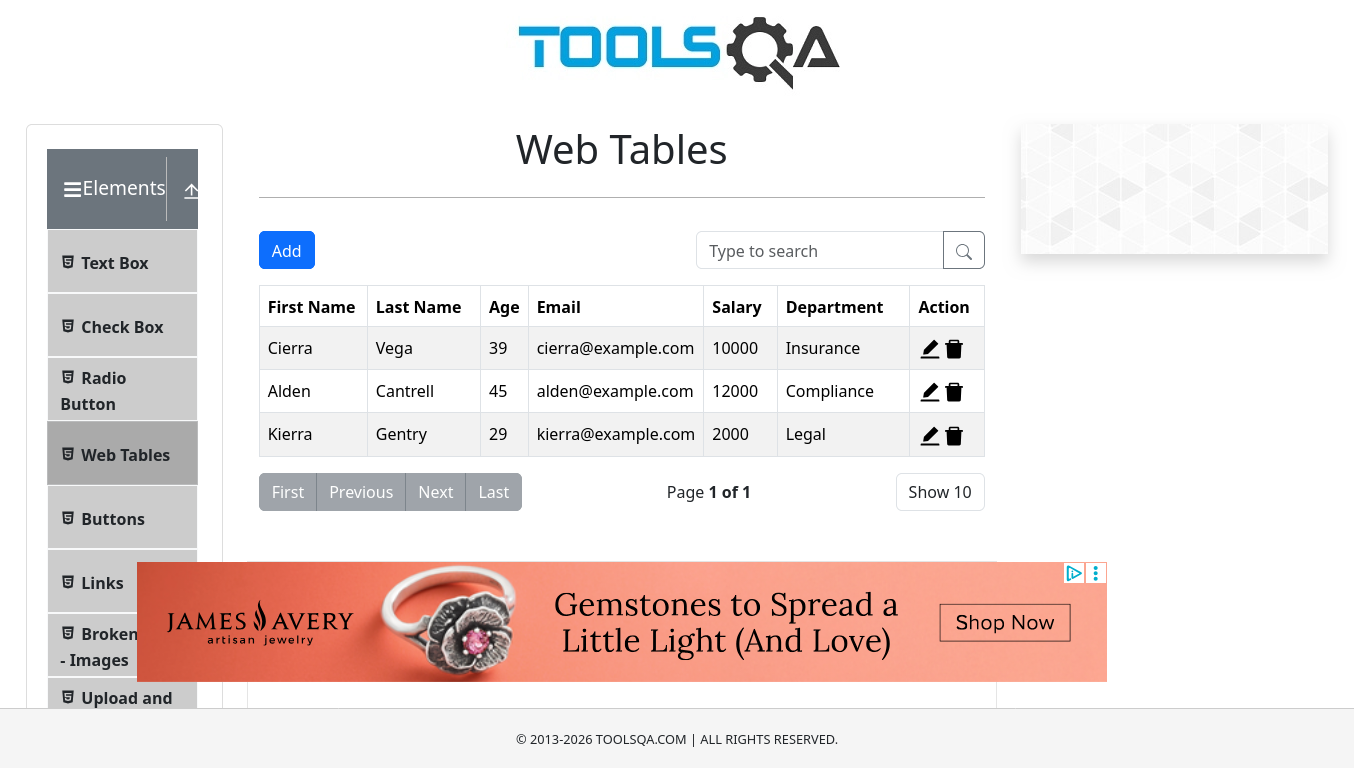 TOOLSQA
Web Tables
Elements
Text Box
Check Box
Radio
Button
Web Tables
Buttons
Links
Broken
- Images
Upload and
Add
Type to search
First Name Last Name Age Email Salary Department Action
Cierra Vega 39 cierra@example.com 10000 Insurance
Alden Cantrell 45 alden@example.com 12000 Compliance
Kierra Gentry 29 kierra@example.com 2000 Legal
First Previous Next Last Page 1 of 1 Show 10
JAMES AVERY
artisan jewelry
Gemstones to Spread a
Little Light (And Love)
Shop Now
© 2013-2026 TOOLSQA.COM | ALL RIGHTS RESERVED.